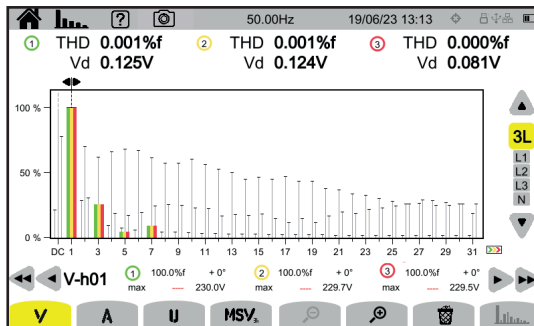 ?
50.00Hz 19/06/23 13:13
1 THD 0.001%f 2 THD 0.001%f 3 THD 0.000%f
Vd 0.125V Vd 0.124V Vd 0.081V
100 %
50 %
0 %
DC 1 3 5 7 9 11 13 15 17 19 21 23 25 27 29 31
3L
L1
L2
L3
N
V-h01 1 100.0%f + 0° 2 100.0%f + 0° 3 100.0%f + 0°
max ---- 230.0V max ---- 229.7V max ---- 229.5V
V A U MSV